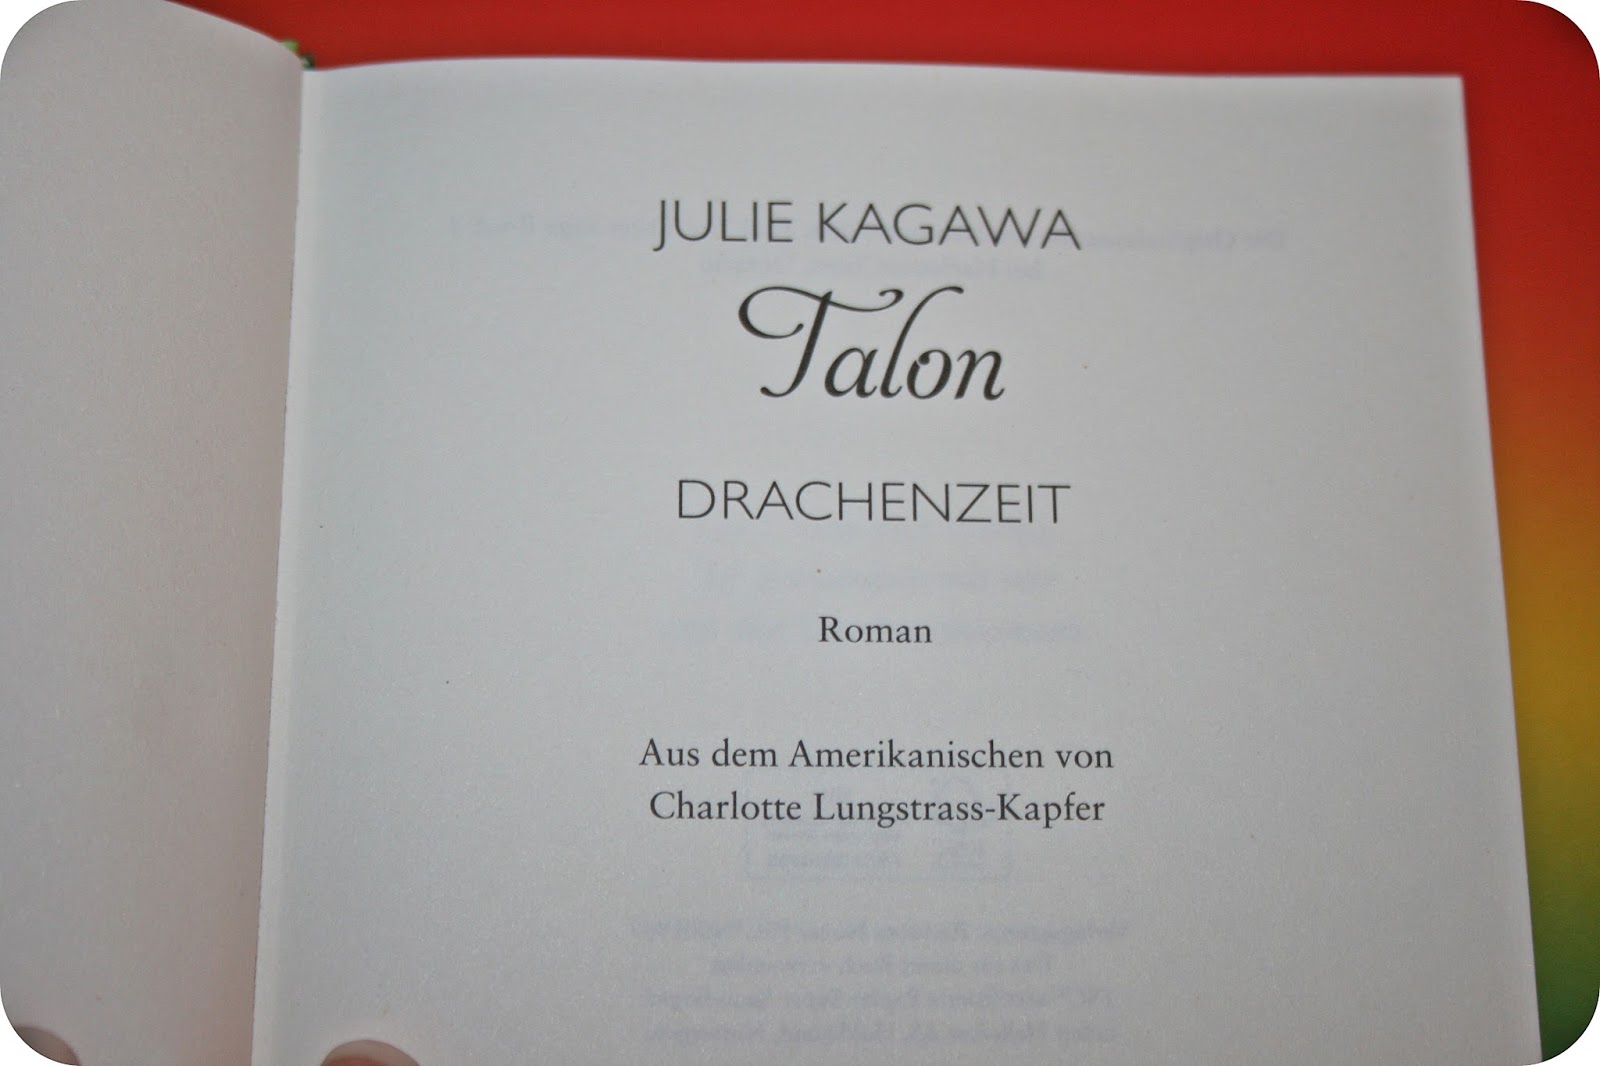 JULIE KAGAWA
Talon
DRACHENZEIT
Roman
Aus dem Amerikanischen von
Charlotte Lungstrass-Kapfer